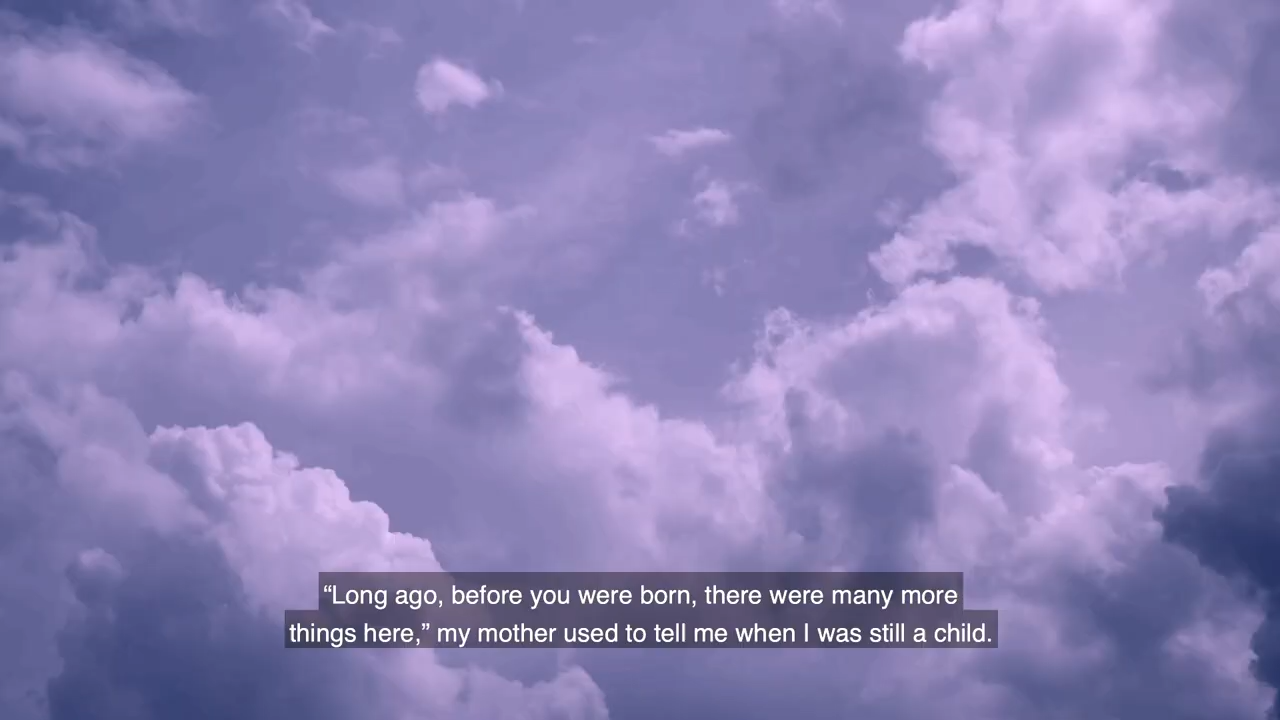 “Long ago, before you were born, there were many more
things here,” my mother used to tell me when I was still a child.